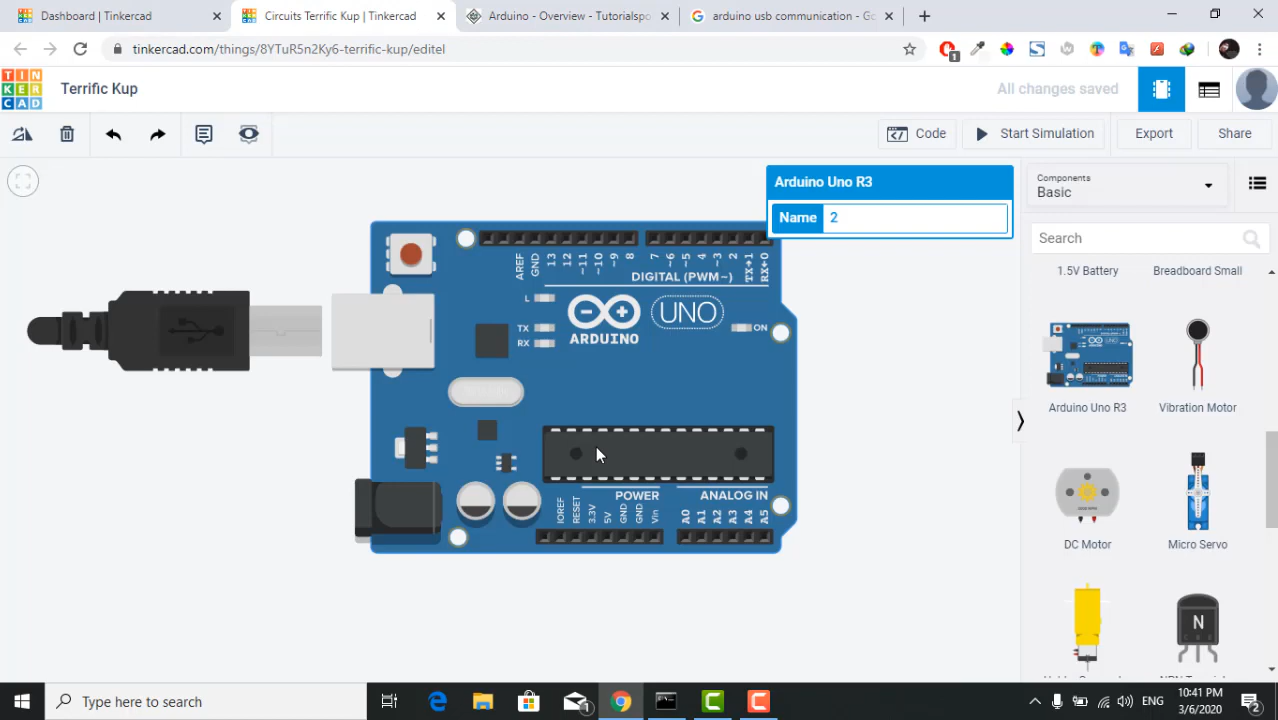 Dashboard | Tinkercad
Circuits Terrific Kup | Tinkercad
Arduino - Overview - Tutorialspo
arduino usb communication - Go
tinkercad.com/things/8YTuR5n2Ky6-terrific-kup/editel
1
TIN
KER
CAD
Terrific Kup
All changes saved
Code
Start Simulation
Export
Share
Arduino Uno R3
Name 2
Components
Basic
Search
1.5V Battery
Breadboard Small
Arduino Uno R3
Vibration Motor
DC Motor
Micro Servo
N
AREF
GND
13
12
~11
~10
~9
8
7
~6
~5
4
~3
2
TX→1
RX←0
DIGITAL (PWM~)
L
TX
RX
ARDUINO
UNO
ON
POWER
ANALOG IN
IOREF
RESET
3.3V
5V
GND
GND
Vin
A0
A1
A2
A3
A4
A5
Type here to search
1
ENG
10:41 PM
3/6/2020
2